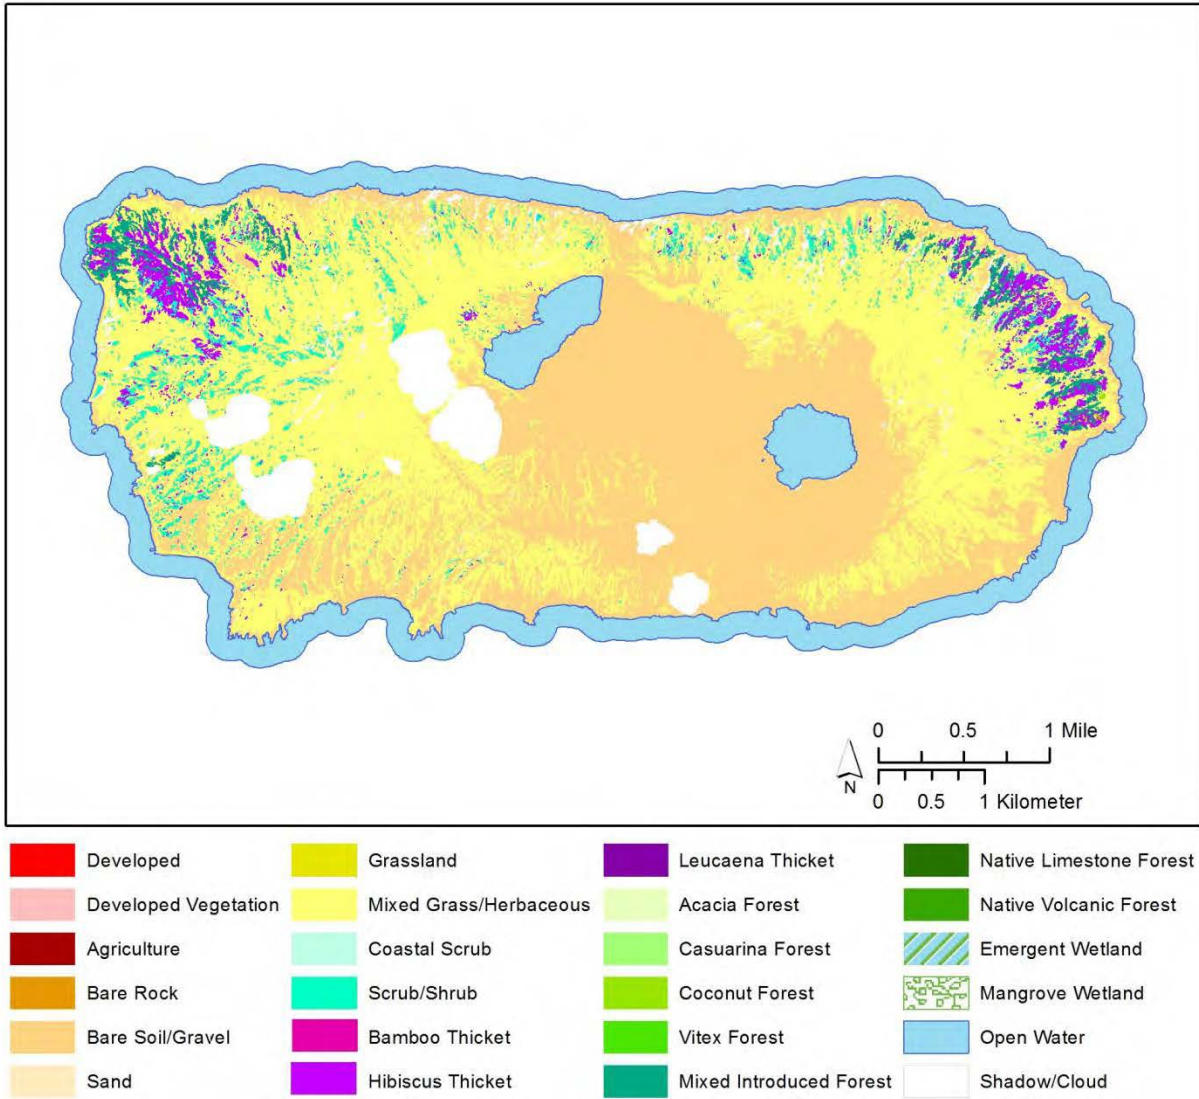 0 0.5 1 Mile
N
0 0.5 1 Kilometer
Developed
Developed Vegetation
Agriculture
Bare Rock
Bare Soil/Gravel
Sand
Grassland
Mixed Grass/Herbaceous
Coastal Scrub
Scrub/Shrub
Bamboo Thicket
Hibiscus Thicket
Leucaena Thicket
Acacia Forest
Casuarina Forest
Coconut Forest
Vitex Forest
Mixed Introduced Forest
Native Limestone Forest
Native Volcanic Forest
Emergent Wetland
Mangrove Wetland
Open Water
Shadow/Cloud